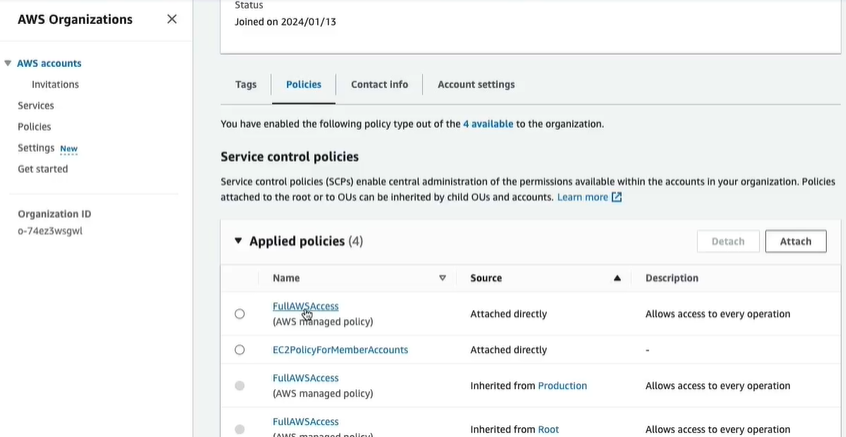 AWS Organizations
AWS accounts
Invitations
Services
Policies
Settings New
Get started
Organization ID
o-74ez3wsgwl
Status
Joined on 2024/01/13
Tags
Policies
Contact info
Account settings
You have enabled the following policy type out of the 4 available to the organization.
Service control policies
Service control policies (SCPs) enable central administration of the permissions available within the accounts in your organization. Policies
attached to the root or to OUs can be inherited by child OUs and accounts. Learn more
Applied policies (4)
Detach
Attach
Name
Source
Description
FullAWSAccess
(AWS managed policy)
Attached directly
Allows access to every operation
EC2PolicyForMemberAccounts
Attached directly
-
FullAWSAccess
(AWS managed policy)
Inherited from Production
Allows access to every operation
FullAWSAccess
(AWS managed policy)
Inherited from Root
Allows access to every operation